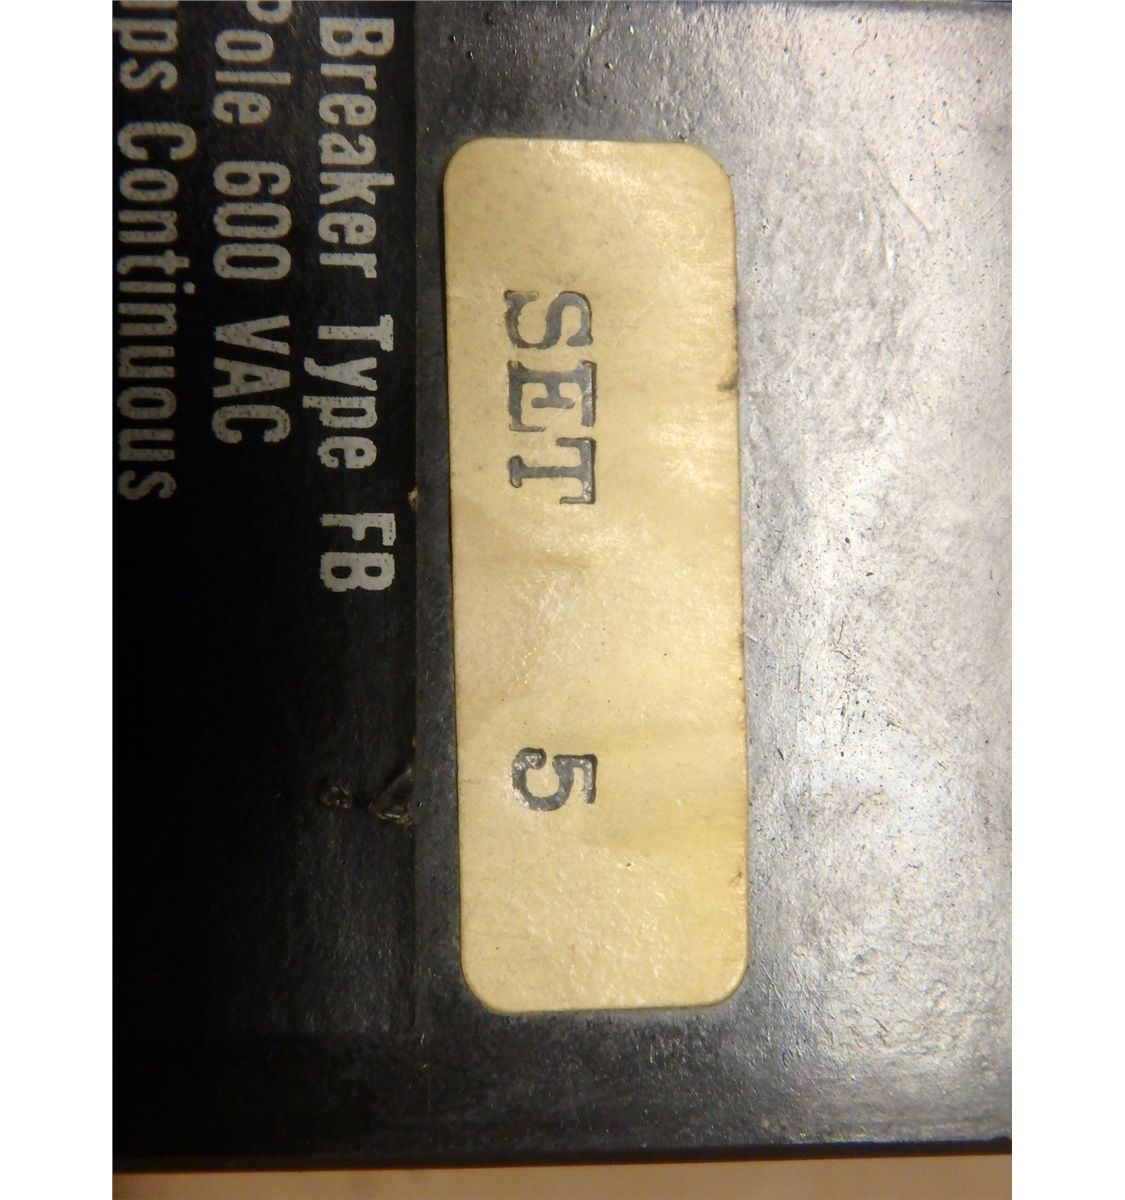 Breaker Type FB
Pole 600 VAC
ps Continuous
SET 5